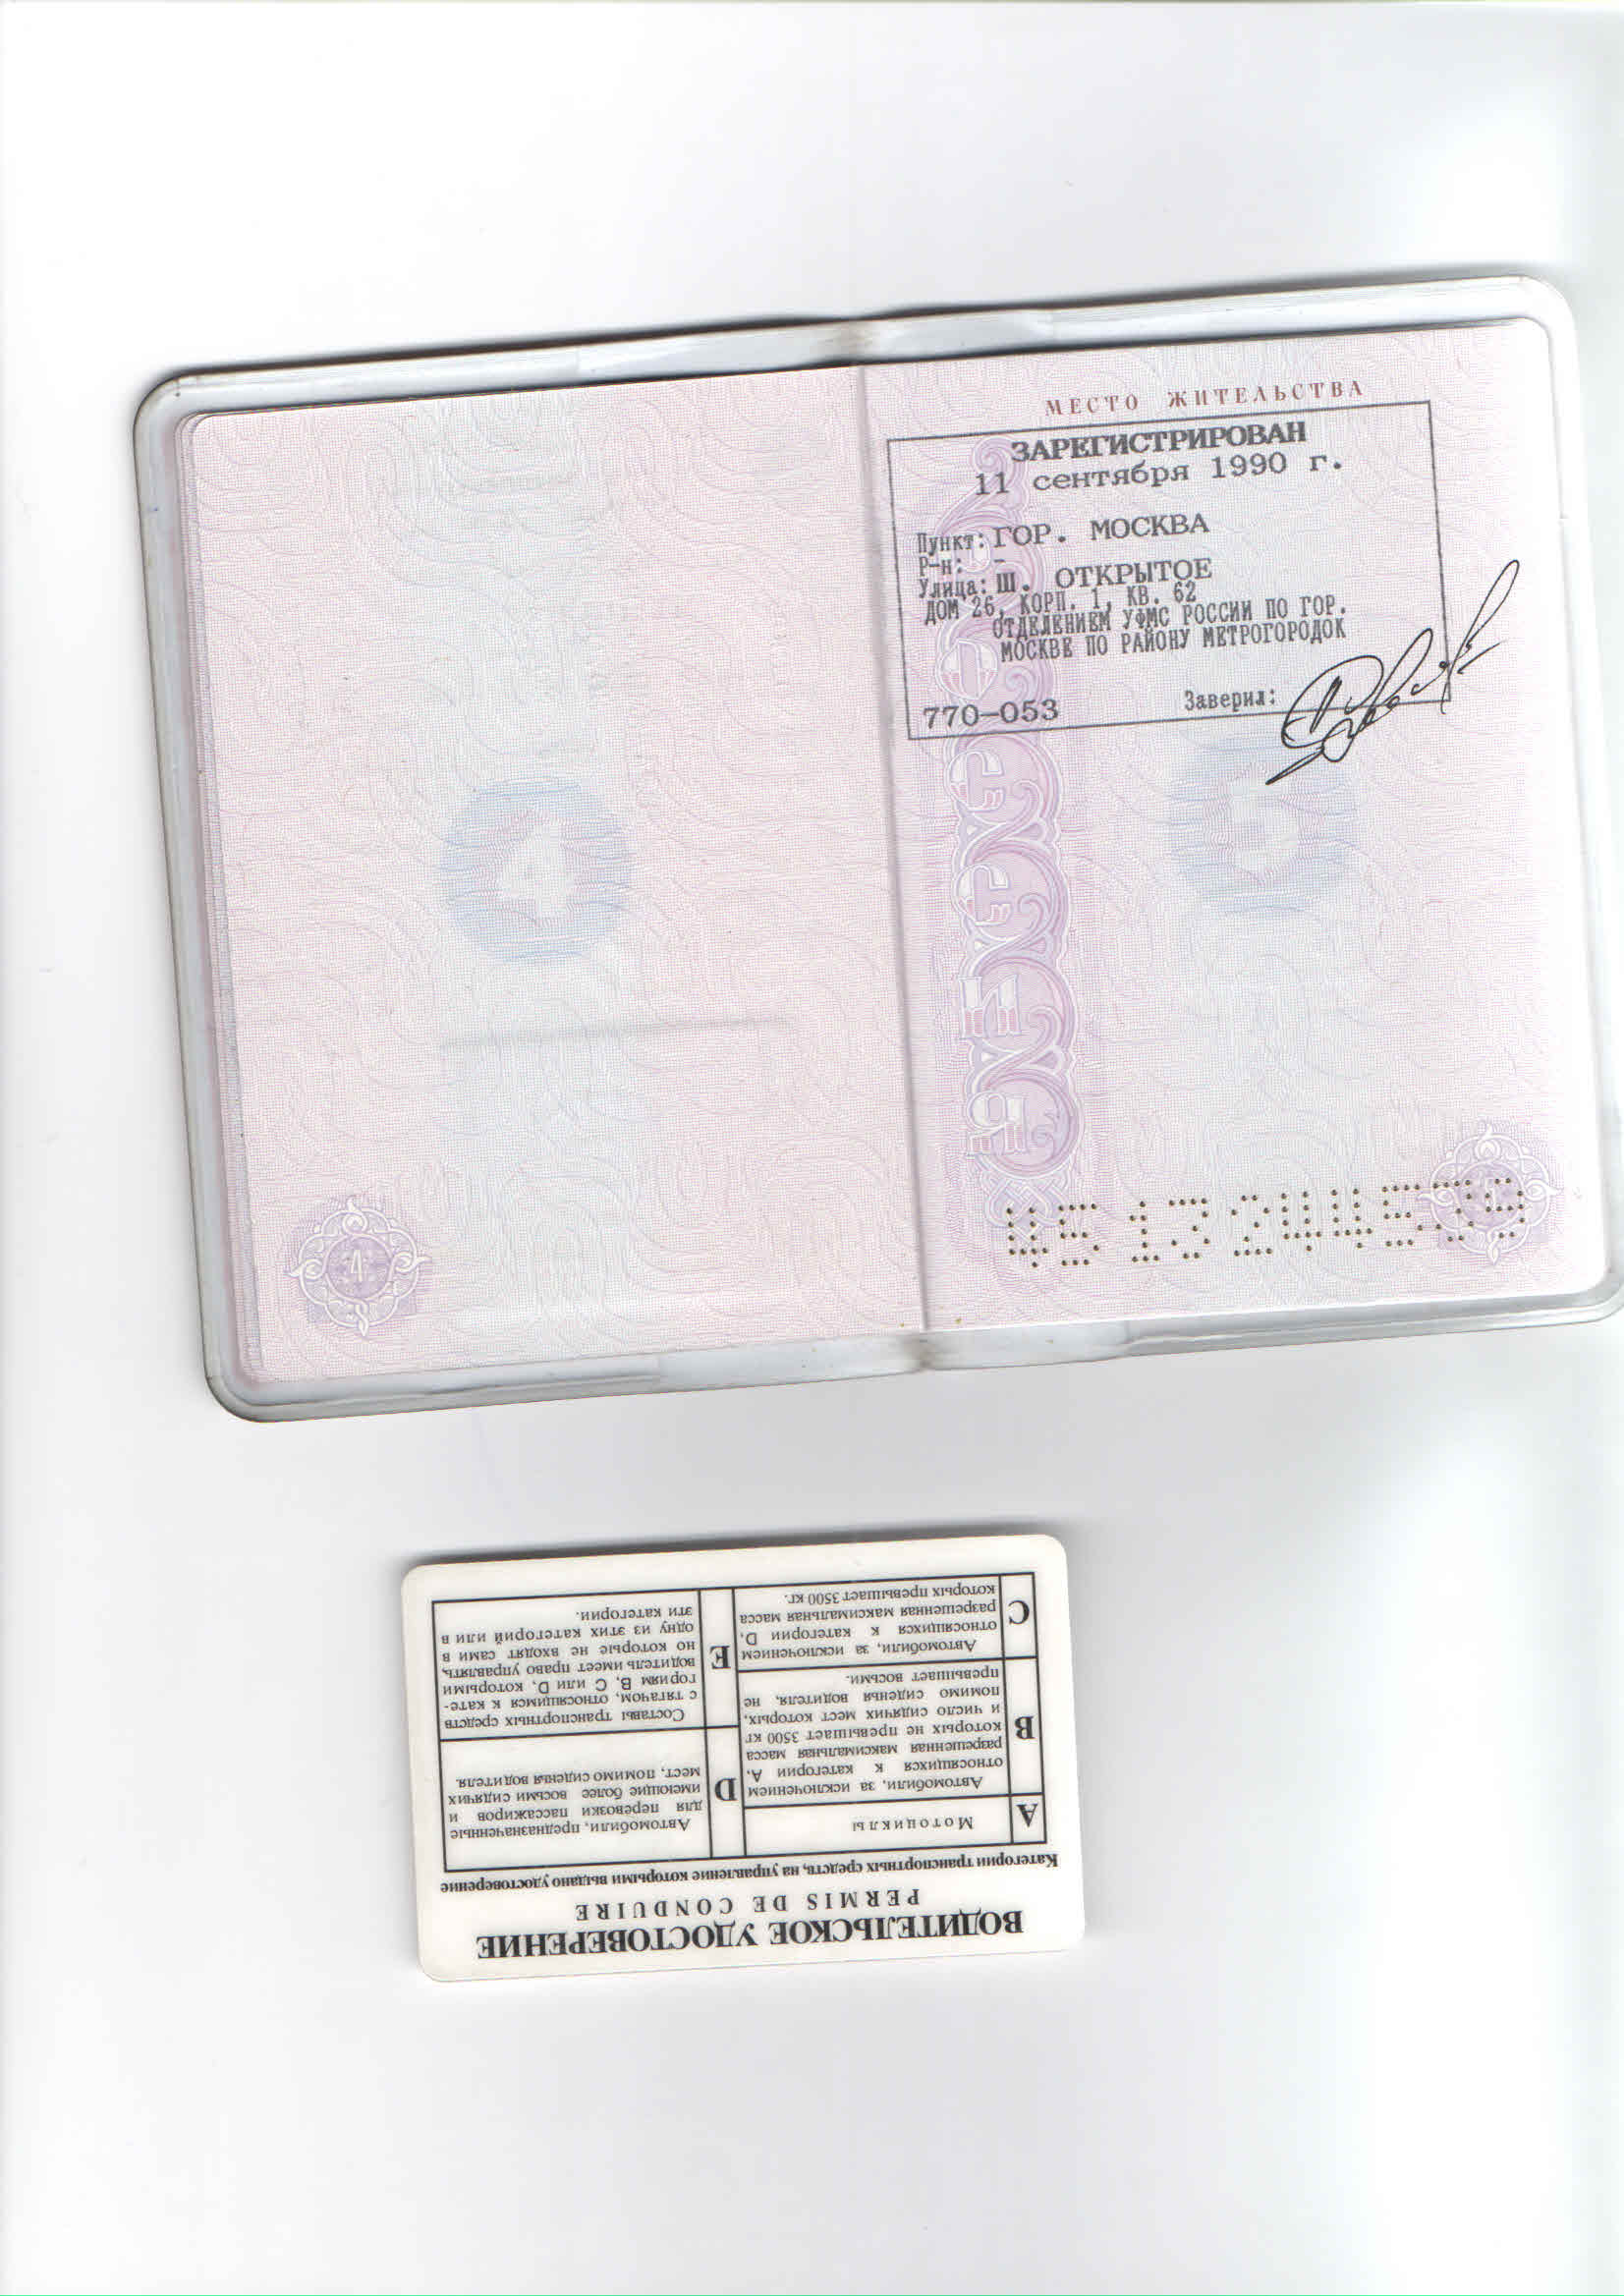 МЕСТО ЖИТЕЛЬСТВА
ЗАРЕГИСТРИРОВАН
11 сентября 1990 г.
Пункт: ГОР. МОСКВА
Р-н: -
Улица: Ш. ОТКРЫТОЕ
ДОМ 26, КОРП. 1, КВ. 62
ОТДЕЛЕНИЕМ УФМС РОССИИ ПО ГОР.
МОСКВЕ ПО РАЙОНУ МЕТРОГОРОДОК
Заверил:
770-053
РОССИЯ
4
5
4
45 13 244579
ВОДИТЕЛЬСКОЕ УДОСТОВЕРЕНИЕ
PERMIS DE CONDUIRE
Категории транспортных средств, на управление которыми выдано удостоверение
A
Мотоциклы
B
Автомобили, за исключением
относящихся к категории А,
разрешенная максимальная масса
которых не превышает 3500 кг
и число сидячих мест которых,
помимо сиденья водителя, не
превышает восьми.
C
Автомобили, за исключением
относящихся к категории D,
разрешенная максимальная масса
которых превышает 3500 кг.
D
Автомобили, предназначенные
для перевозки пассажиров и
имеющие более восьми сидячих
мест, помимо сиденья водителя.
E
Составы транспортных средств
с тягачом, относящимся к кате-
гориям В, С или D, которыми
водитель имеет право управлять,
но которые не входят сами в
одну из этих категорий или в
эти категории.